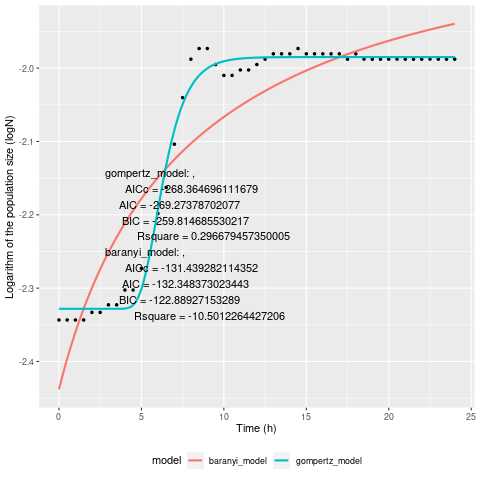 Logarithm of the population size (logN)
-2.0
-2.1
-2.2
-2.3
-2.4
gompertz_model: ,
AICc = -268.364696111679
AIC = -269.27378702077
BIC = -259.814685530217
Rsquare = 0.296679457350005
baranyi_model: ,
AICc = -131.439282114352
AIC = -132.348373023443
BIC = -122.88927153289
Rsquare = -10.5012264427206
0 5 10 15 20 25
Time (h)
model baranyi_model gompertz_model